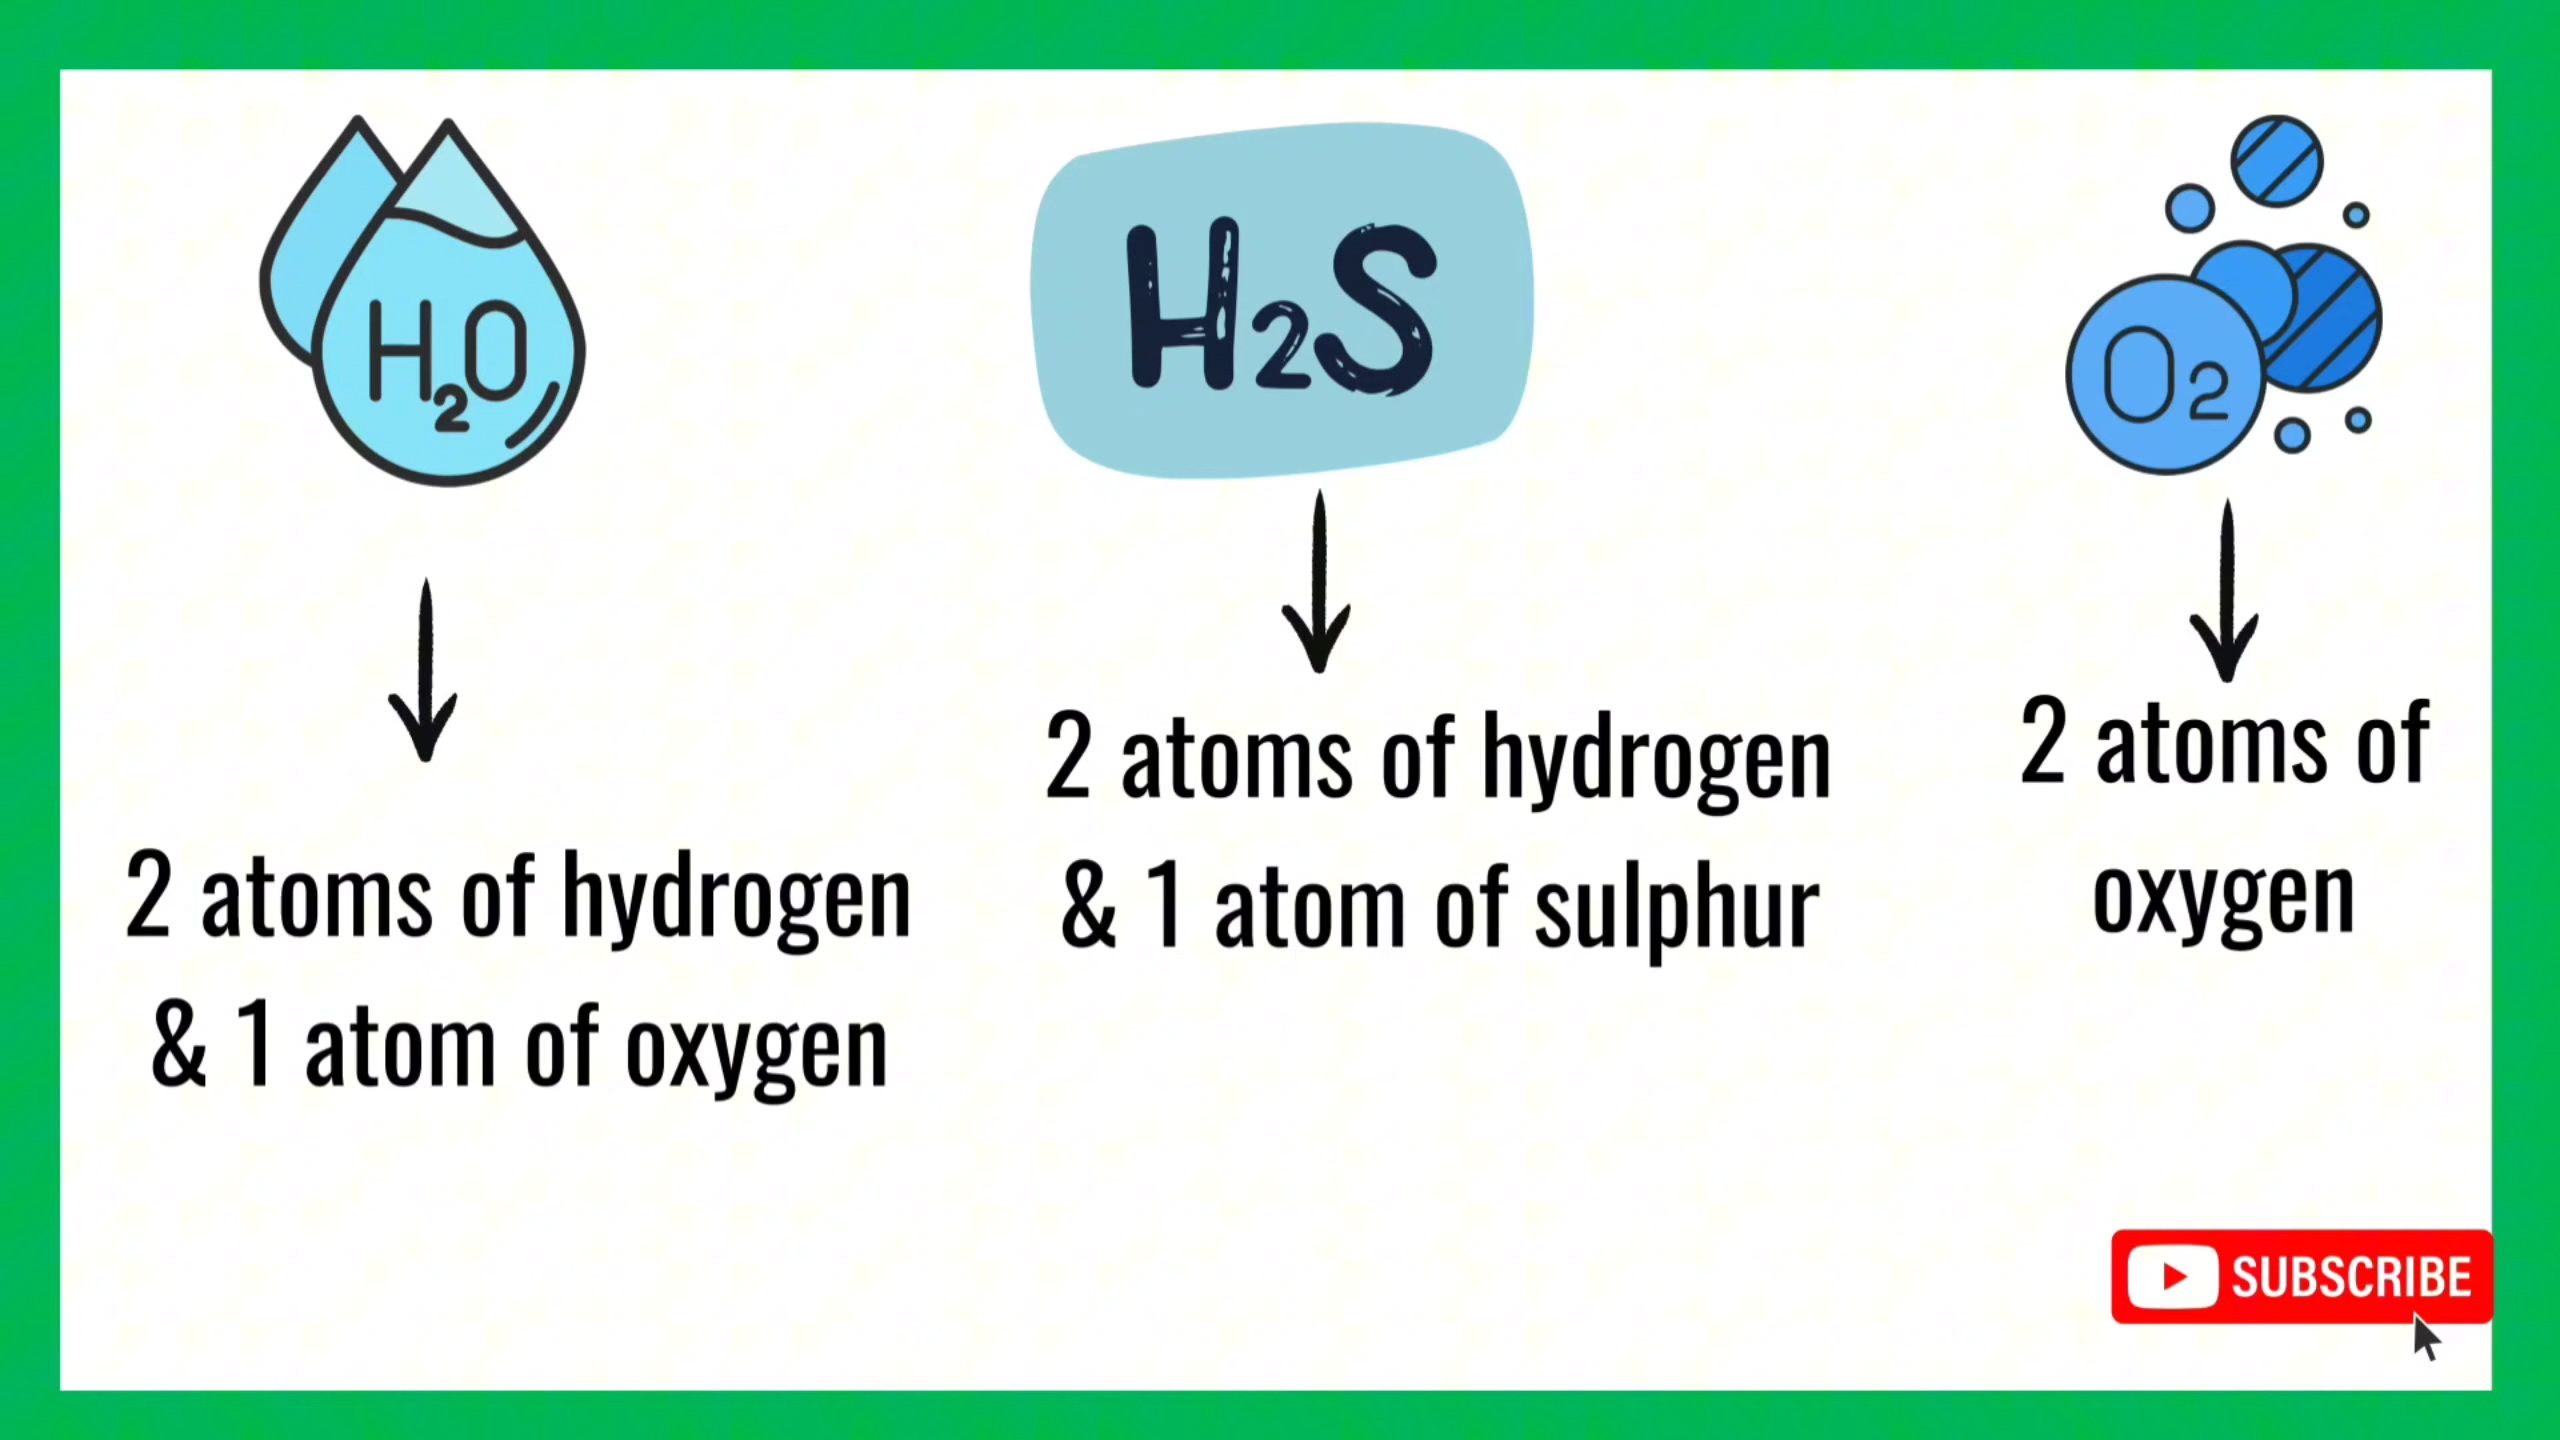 H₂O
2 atoms of hydrogen
& 1 atom of oxygen
H₂S
2 atoms of hydrogen
& 1 atom of sulphur
O₂
2 atoms of
oxygen
SUBSCRIBE